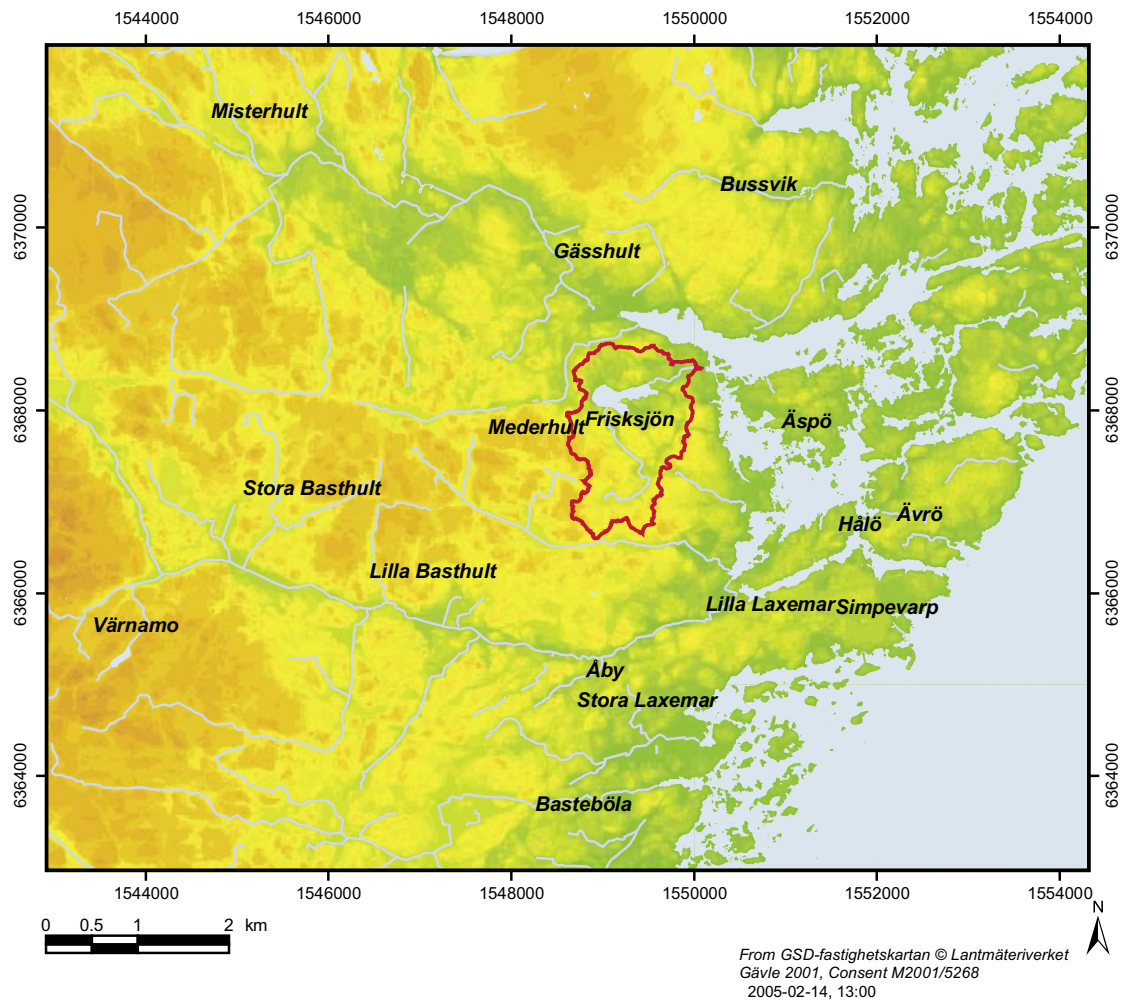 1544000 1546000 1548000 1550000 1552000 1554000
Misterhult
Bussvik
6370000 6370000
Gässhult
6368000 6368000
Mederhult Frisksjön Äspö
Stora Basthult
Hålö Ävrö
Lilla Basthult
6366000 6366000
Lilla Laxemar Simpevarp
Värnamo
Åby
Stora Laxemar
6364000 6364000
Basteböla
1544000 1546000 1548000 1550000 1552000 1554000
N
0 0.5 1 2 km
From GSD-fastighetskartan © Lantmäteriverket
Gävle 2001, Consent M2001/5268
2005-02-14, 13:00